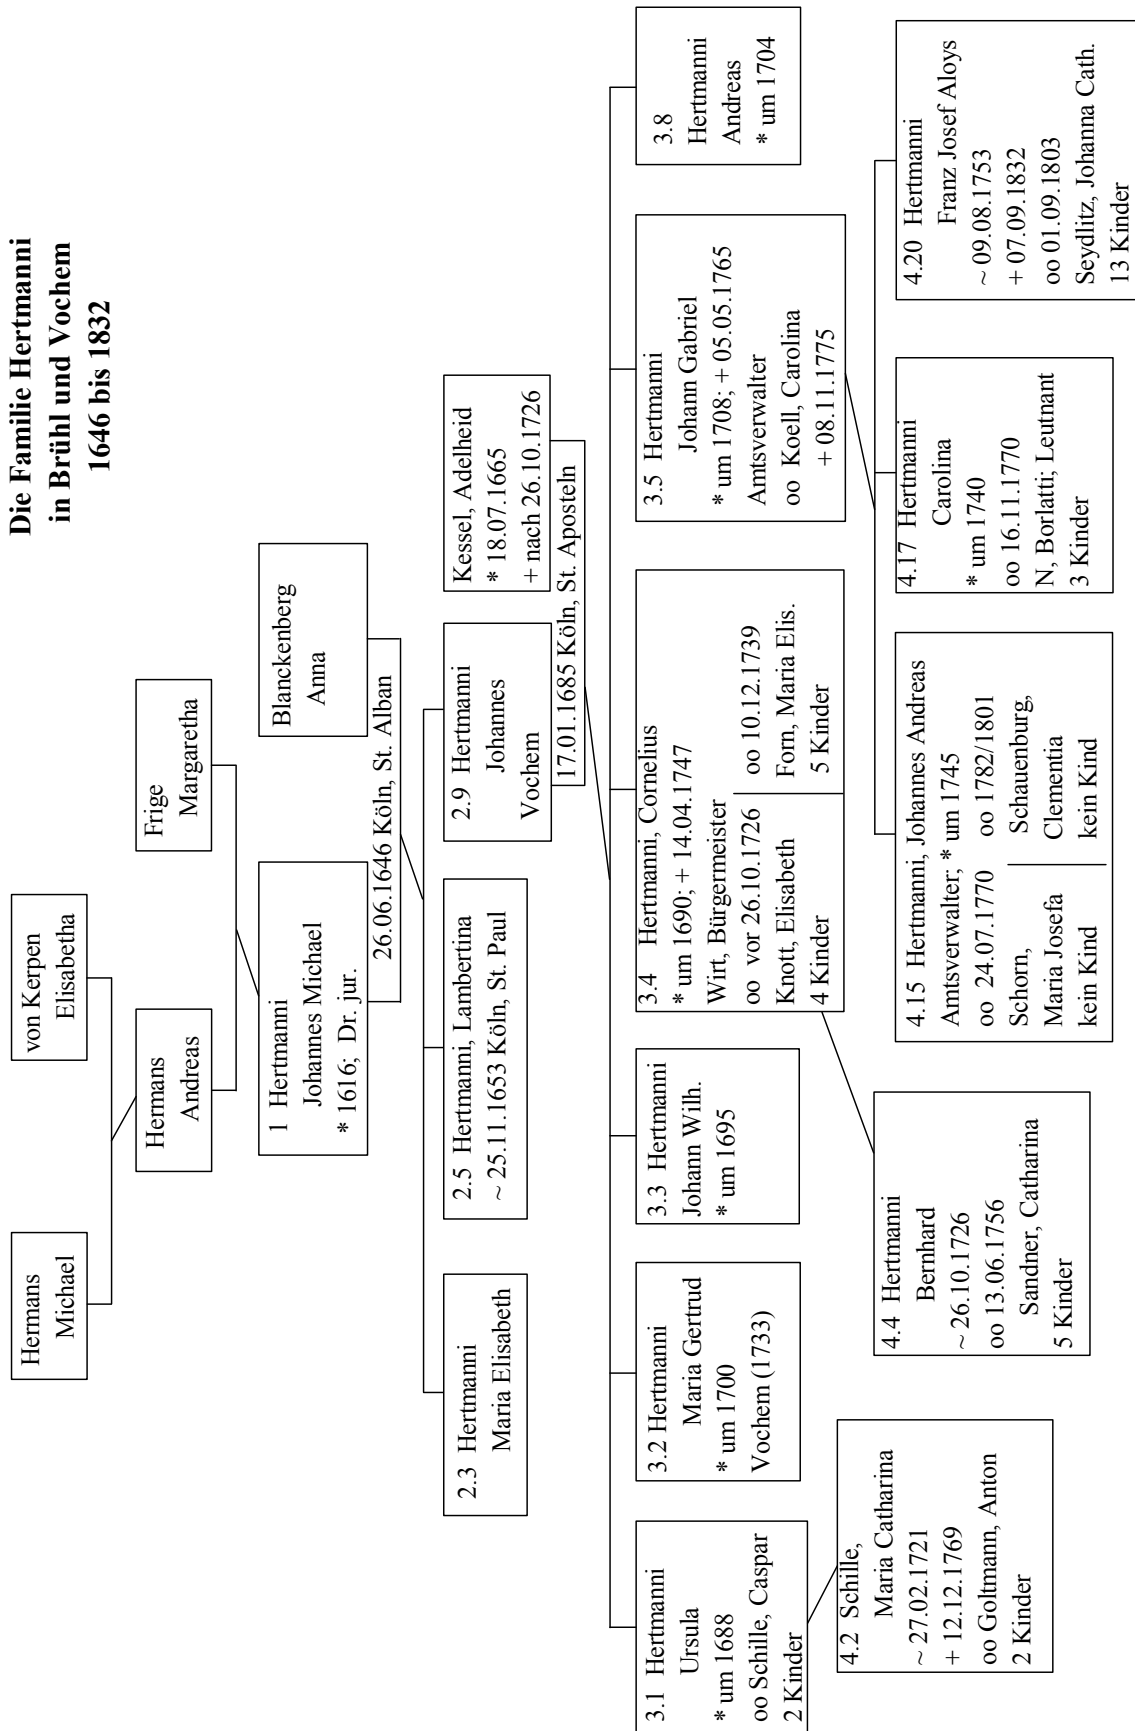 Die Familie Hertmanni
in Brühl und Vochem
1646 bis 1832
Hermans
Michael
von Kerpen
Elisabetha
Hermans
Andreas
Frige
Margaretha
1 Hertmanni
Johannes Michael
* 1616; Dr. jur.
Blanckenberg
Anna
26.06.1646 Köln, St. Alban
2.3 Hertmanni
Maria Elisabeth
2.5 Hertmanni, Lambertina
~ 25.11.1653 Köln, St. Paul
2.9 Hertmanni
Johannes
Vochem
Kessel, Adelheid
* 18.07.1665
+ nach 26.10.1726
17.01.1685 Köln, St. Aposteln
3.1 Hertmanni
Ursula
* um 1688
oo Schille, Caspar
2 Kinder
3.2 Hertmanni
Maria Gertrud
* um 1700
Vochem (1733)
3.3 Hertmanni
Johann Wilh.
* um 1695
3.4 Hertmanni, Cornelius
* um 1690; + 14.04.1747
Wirt, Bürgermeister
oo vor 26.10.1726
Knott, Elisabeth
4 Kinder
oo 10.12.1739
Forn, Maria Elis.
5 Kinder
3.5 Hertmanni
Johann Gabriel
* um 1708; + 05.05.1765
Amtsverwalter
oo Koell, Carolina
+ 08.11.1775
3.8
Hertmanni
Andreas
* um 1704
4.2 Schille,
Maria Catharina
~ 27.02.1721
+ 12.12.1769
oo Goltmann, Anton
2 Kinder
4.4 Hertmanni
Bernhard
~ 26.10.1726
oo 13.06.1756
Sandner, Catharina
5 Kinder
4.15 Hertmanni, Johannes Andreas
Amtsverwalter; * um 1745
oo 24.07.1770
Schorn,
Maria Josefa
kein Kind
oo 1782/1801
Schauenburg,
Clementia
kein Kind
4.17 Hertmanni
Carolina
* um 1740
oo 16.11.1770
N, Borlatti; Leutnant
3 Kinder
4.20 Hertmanni
Franz Josef Aloys
~ 09.08.1753
+ 07.09.1832
oo 01.09.1803
Seydlitz, Johanna Cath.
13 Kinder